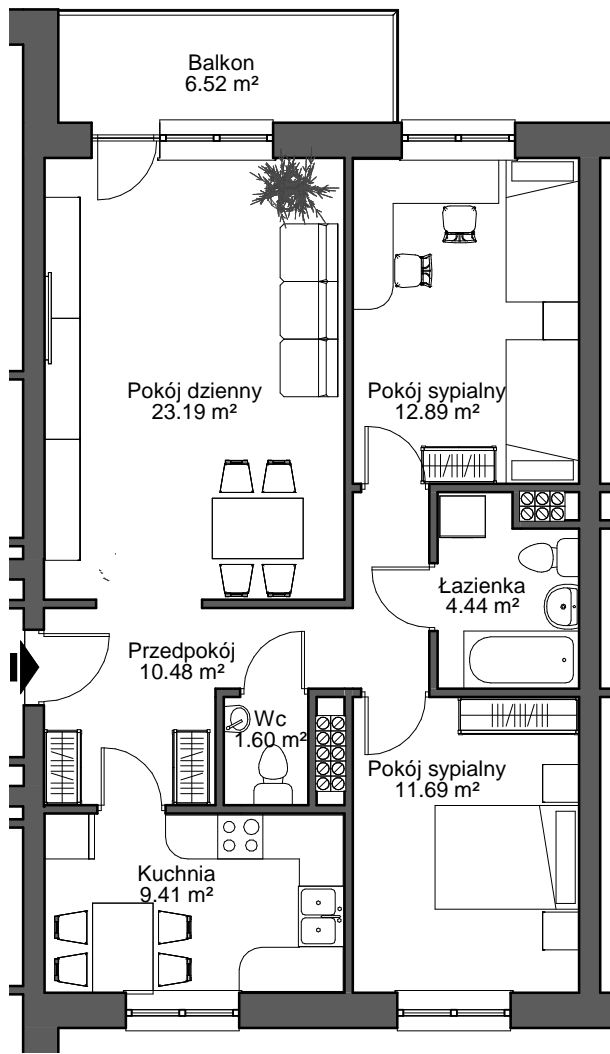 Balkon
6.52 m²
Pokój dzienny
23.19 m²
Pokój sypialny
12.89 m²
Łazienka
4.44 m²
Przedpokój
10.48 m²
Wc
1.60 m²
Pokój sypialny
11.69 m²
Kuchnia
9.41 m²